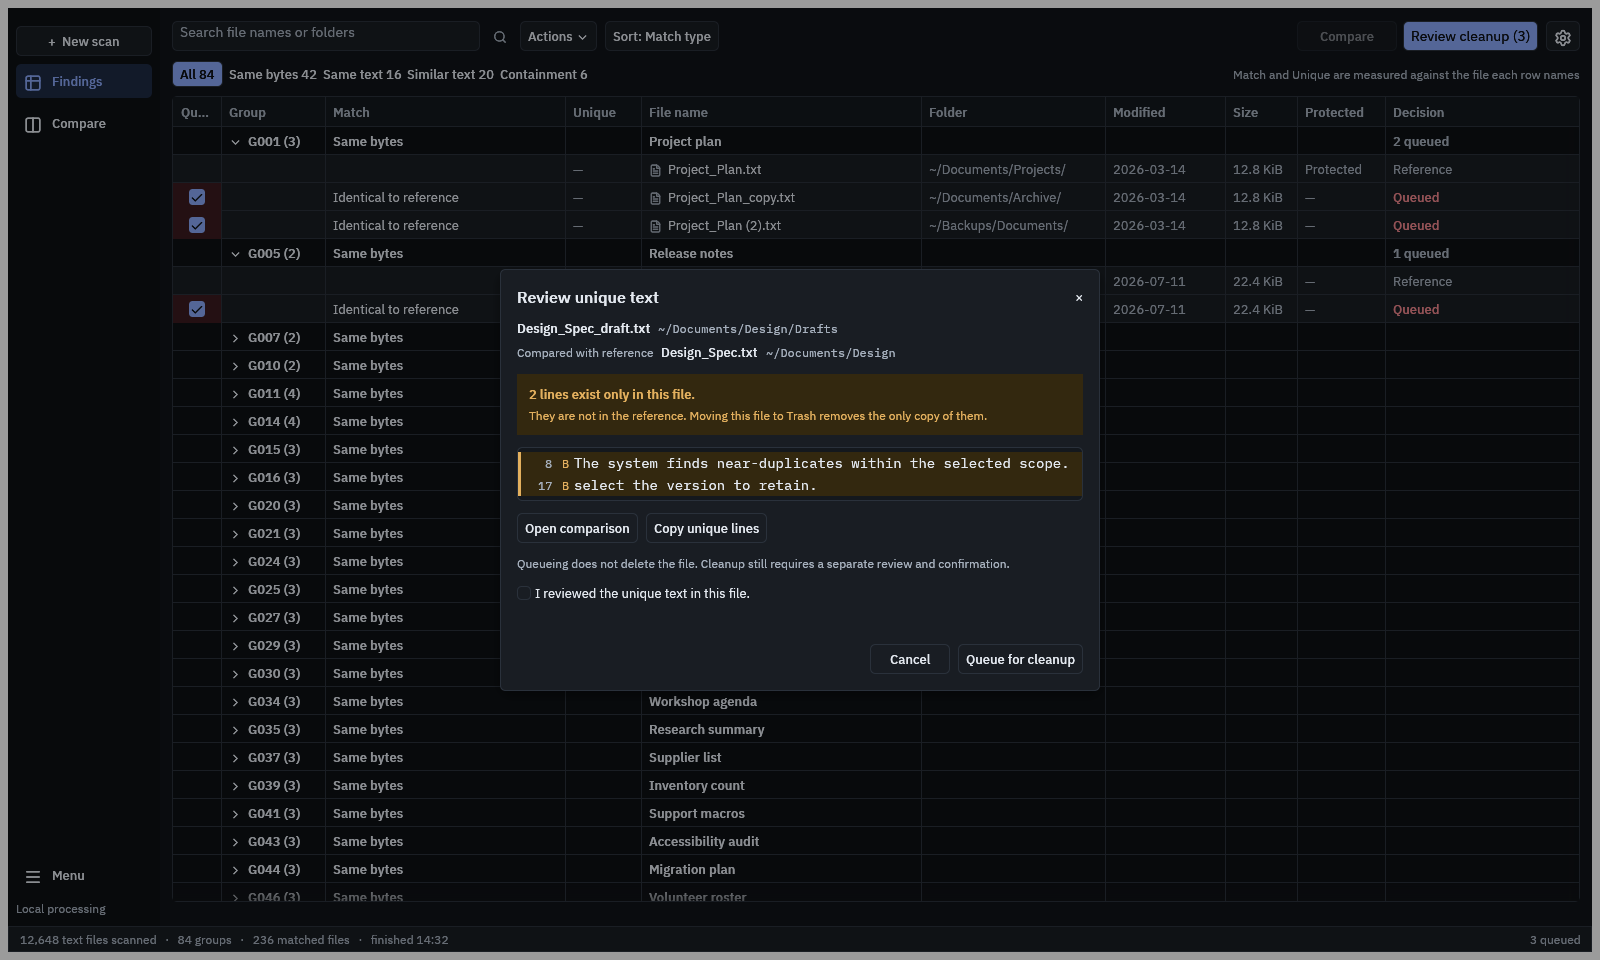 + New scan
Findings
Compare
Menu
Local processing
Search file names or folders
Actions
Sort: Match type
Compare
Review cleanup (3)
All 84 Same bytes 42 Same text 16 Similar text 20 Containment 6
Match and Unique are measured against the file each row names
Qu... Group Match Unique File name Folder Modified Size Protected Decision
G001 (3) Same bytes Project plan 2 queued
— Project_Plan.txt ~/Documents/Projects/ 2026-03-14 12.8 KiB Protected Reference
Identical to reference — Project_Plan_copy.txt ~/Documents/Archive/ 2026-03-14 12.8 KiB — Queued
Identical to reference — Project_Plan (2).txt ~/Backups/Documents/ 2026-03-14 12.8 KiB — Queued
G005 (2) Same bytes Release notes 1 queued
2026-07-11 22.4 KiB — Reference
Identical to reference 2026-07-11 22.4 KiB — Queued
G007 (2) Same bytes
G010 (2) Same bytes
G011 (4) Same bytes
G014 (4) Same bytes
G015 (3) Same bytes
G016 (3) Same bytes
G020 (3) Same bytes
G021 (3) Same bytes
G024 (3) Same bytes
G025 (3) Same bytes
G027 (3) Same bytes
G029 (3) Same bytes
G030 (3) Same bytes
G034 (3) Same bytes Workshop agenda
G035 (3) Same bytes Research summary
G037 (3) Same bytes Supplier list
G039 (3) Same bytes Inventory count
G041 (3) Same bytes Support macros
G043 (3) Same bytes Accessibility audit
G044 (3) Same bytes Migration plan
G046 (3) Same bytes Volunteer roster
Review unique text ×
Design_Spec_draft.txt ~/Documents/Design/Drafts
Compared with reference Design_Spec.txt ~/Documents/Design
2 lines exist only in this file.
They are not in the reference. Moving this file to Trash removes the only copy of them.
8 B The system finds near-duplicates within the selected scope.
17 B select the version to retain.
Open comparison
Copy unique lines
Queueing does not delete the file. Cleanup still requires a separate review and confirmation.
I reviewed the unique text in this file.
Cancel
Queue for cleanup
12,648 text files scanned · 84 groups · 236 matched files · finished 14:32
3 queued